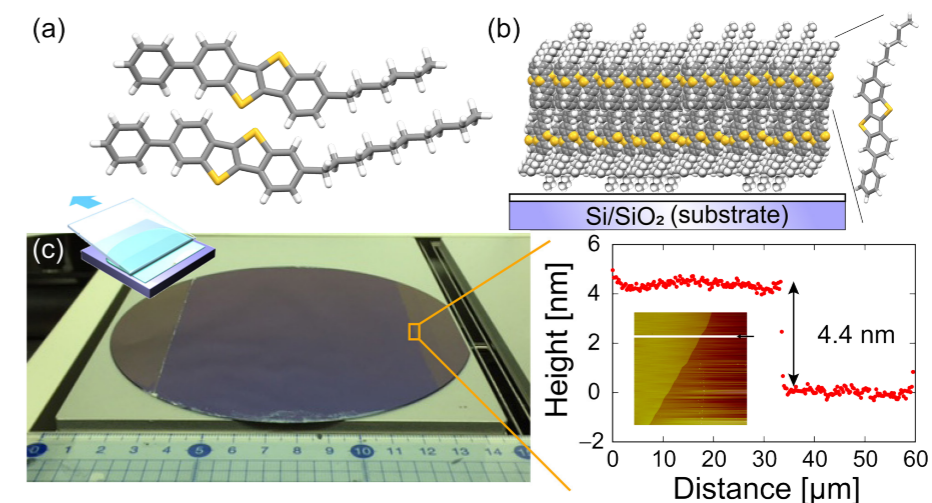 (a)
(b)
Si/SiO₂ (substrate)
(c)
0 1 2 3 4 5 6 7 8 9 10 11 12 13 14
Height [nm]
6
4
2
0
−2
4.4 nm
0 10 20 30 40 50 60
Distance [µm]